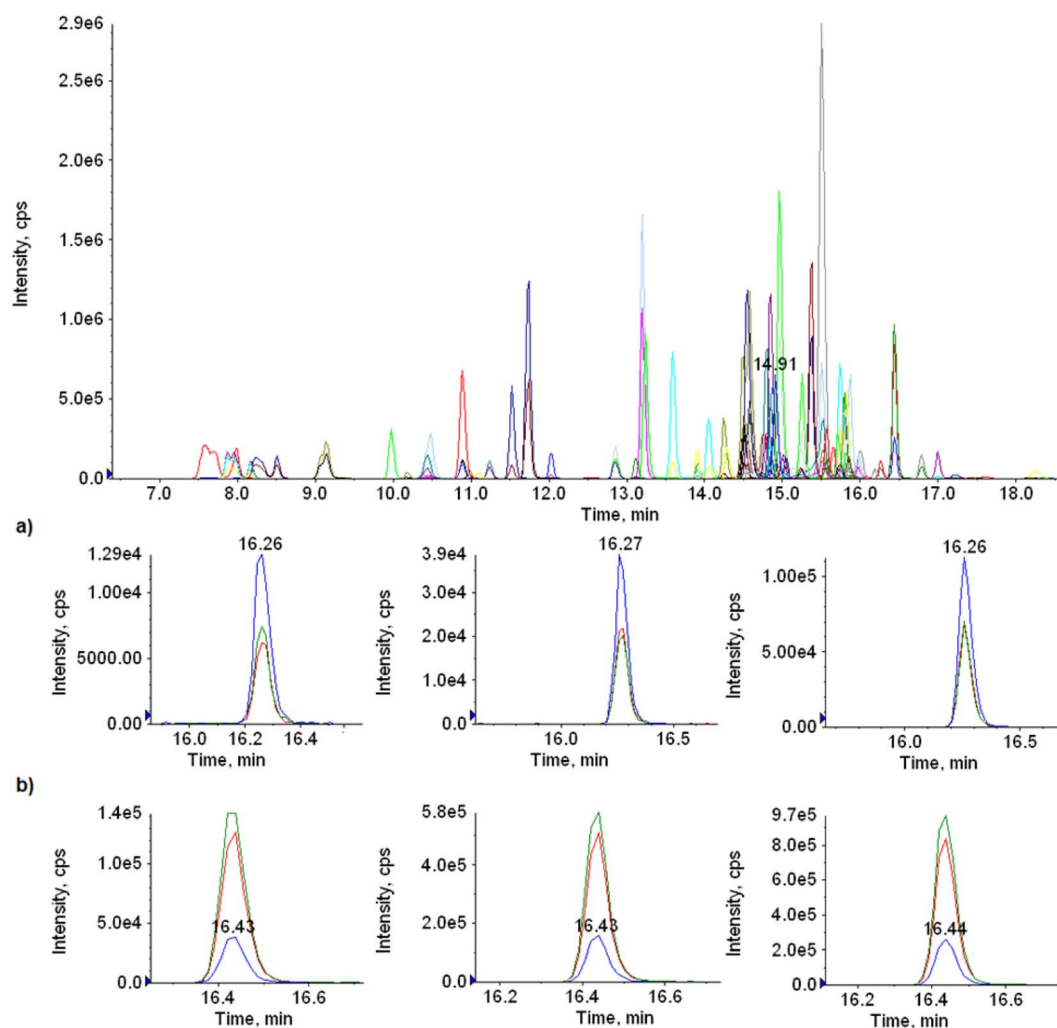 2.9e6
2.5e6
2.0e6
1.5e6
1.0e6
5.0e5
0.0
Intensity, cps
14.91
7.0 8.0 9.0 10.0 11.0 12.0 13.0 14.0 15.0 16.0 17.0 18.0
Time, min
a)
16.26
1.29e4
1.00e4
5000.00
0.00
Intensity, cps
16.0 16.2 16.4
Time, min
16.27
3.9e4
3.0e4
2.0e4
1.0e4
0.0
Intensity, cps
16.0 16.5
Time, min
16.26
1.00e5
5.00e4
0.00
Intensity, cps
16.0 16.5
Time, min
b)
1.4e5
1.0e5
5.0e4
0.0
Intensity, cps
16.43
16.4 16.6
Time, min
5.8e5
4.0e5
2.0e5
0.0
Intensity, cps
16.43
16.2 16.4 16.6
Time, min
9.7e5
8.0e5
6.0e5
4.0e5
2.0e5
0.0
Intensity, cps
16.44
16.2 16.4 16.6
Time, min